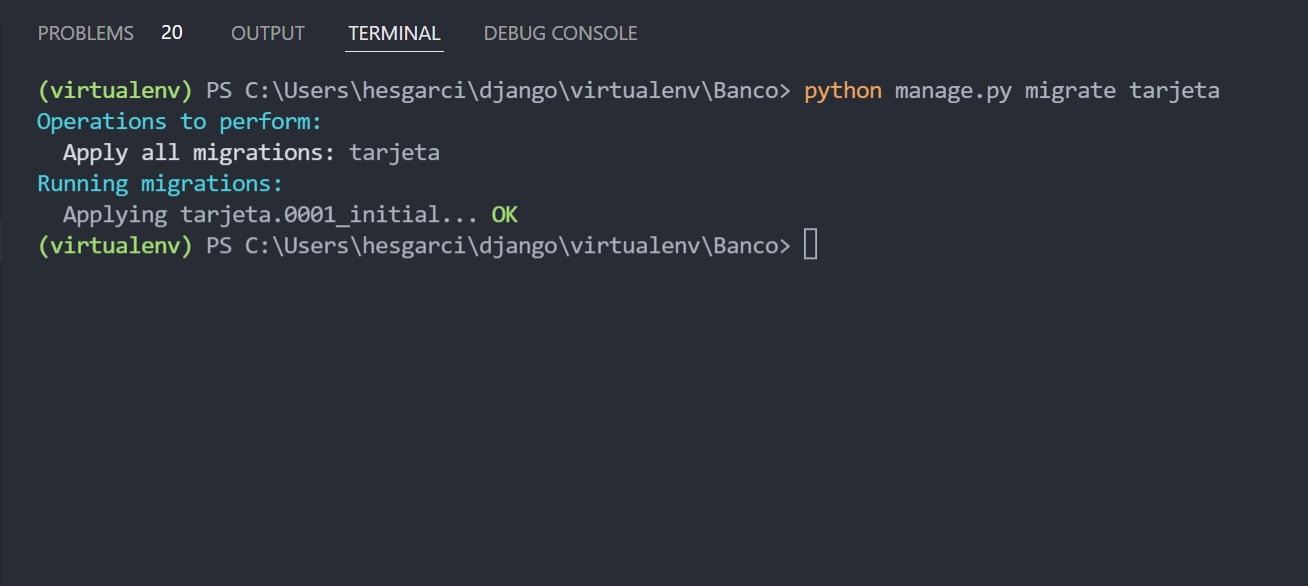 PROBLEMS 20 OUTPUT TERMINAL DEBUG CONSOLE
(virtualenv) PS C:\Users\hesgarci\django\virtualenv\Banco> python manage.py migrate tarjeta
Operations to perform:
  Apply all migrations: tarjeta
Running migrations:
  Applying tarjeta.0001_initial... OK
(virtualenv) PS C:\Users\hesgarci\django\virtualenv\Banco>